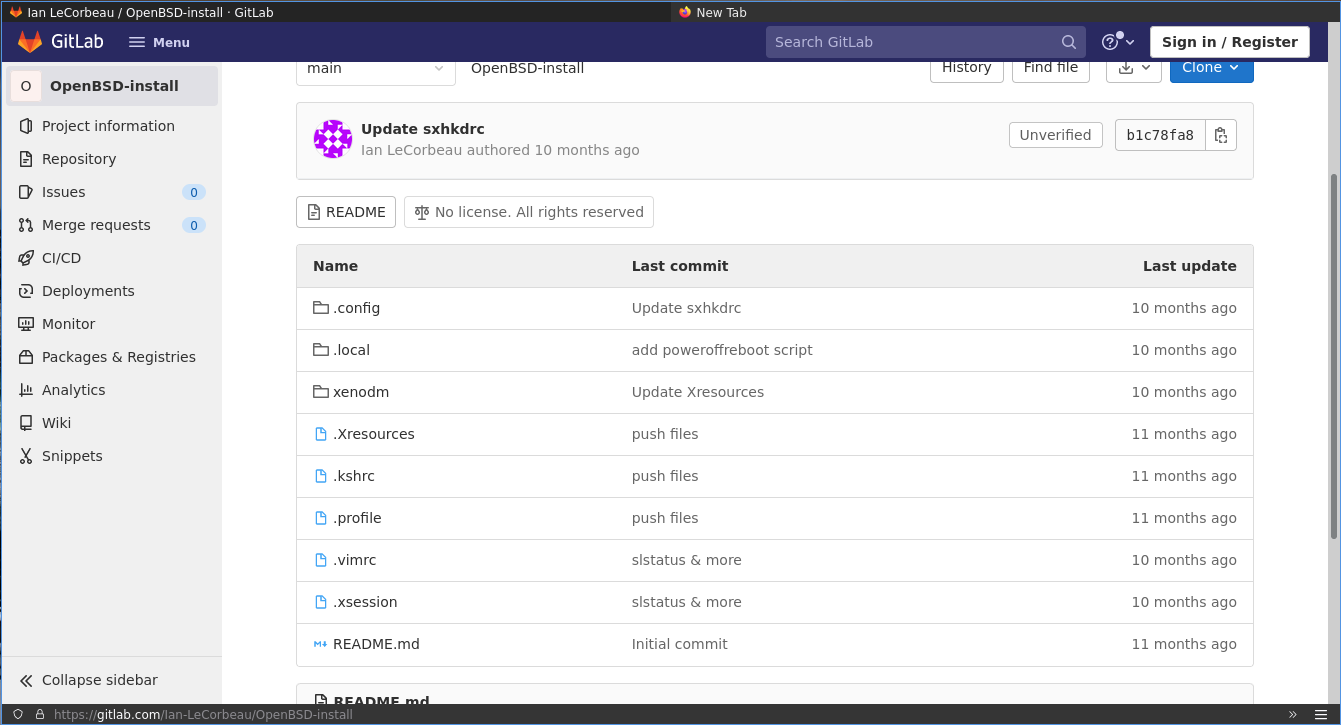 Ian LeCorbeau / OpenBSD-install · GitLab
New Tab
GitLab
Menu
Search GitLab
Sign in / Register
O
OpenBSD-install
Project information
Repository
Issues 0
Merge requests 0
CI/CD
Deployments
Monitor
Packages & Registries
Analytics
Wiki
Snippets
Collapse sidebar
main
OpenBSD-install
History
Find file
Clone
Update sxhkdrc
Ian LeCorbeau authored 10 months ago
Unverified
b1c78fa8
README
No license. All rights reserved
Name Last commit Last update
.config Update sxhkdrc 10 months ago
.local add poweroffreboot script 10 months ago
xenodm Update Xresources 10 months ago
.Xresources push files 11 months ago
.kshrc push files 11 months ago
.profile push files 11 months ago
.vimrc slstatus & more 10 months ago
.xsession slstatus & more 10 months ago
README.md Initial commit 11 months ago
README.md
https://gitlab.com/Ian-LeCorbeau/OpenBSD-install